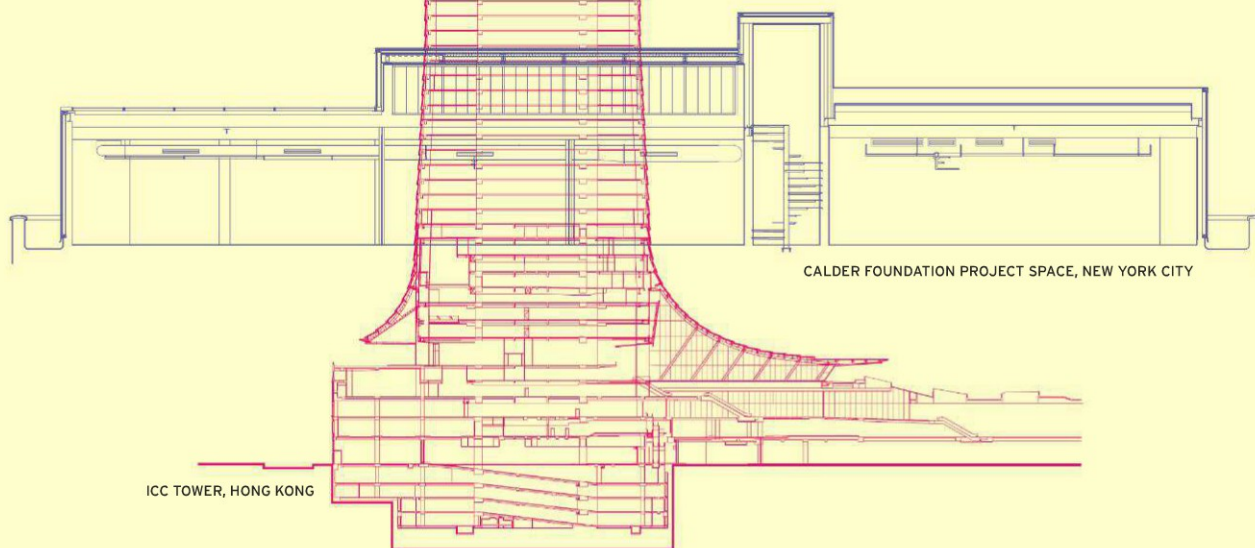 CALDER FOUNDATION PROJECT SPACE, NEW YORK CITY
ICC TOWER, HONG KONG